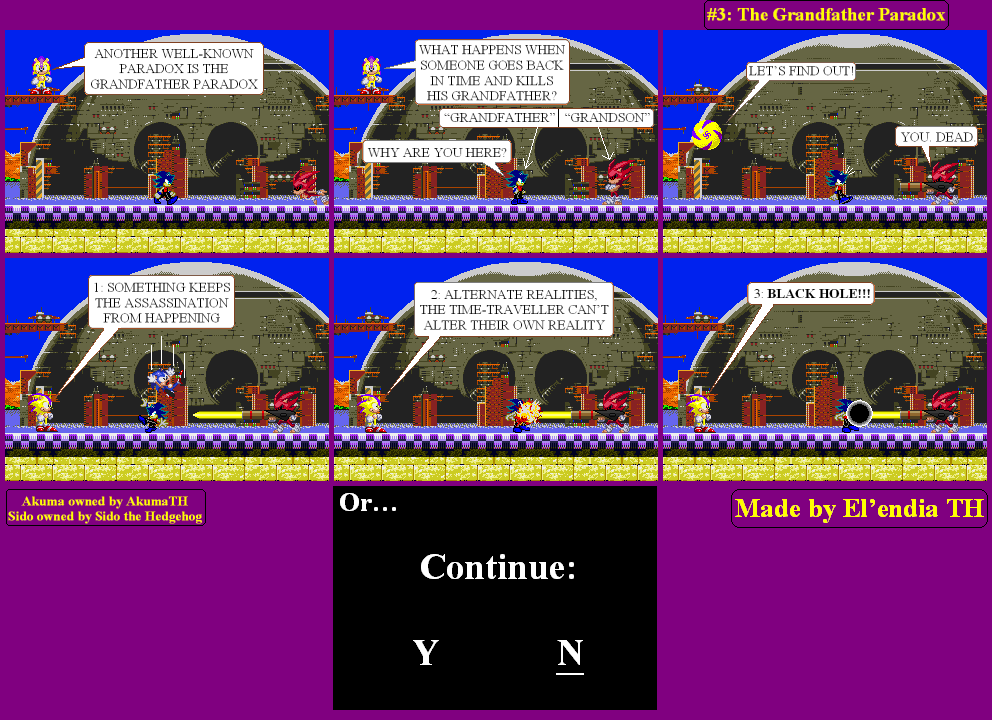 #3: The Grandfather Paradox
ANOTHER WELL-KNOWN
PARADOX IS THE
GRANDFATHER PARADOX
WHAT HAPPENS WHEN
SOMEONE GOES BACK
IN TIME AND KILLS
HIS GRANDFATHER?
“GRANDFATHER”
“GRANDSON”
WHY ARE YOU HERE?
LET’S FIND OUT!
YOU, DEAD
1: SOMETHING KEEPS
THE ASSASSINATION
FROM HAPPENING
2: ALTERNATE REALITIES,
THE TIME-TRAVELLER CAN’T
ALTER THEIR OWN REALITY
3: BLACK HOLE!!!
Akuma owned by AkumaTH
Sido owned by Sido the Hedgehog
Or…
Continue:
Y N
Made by El’endia TH